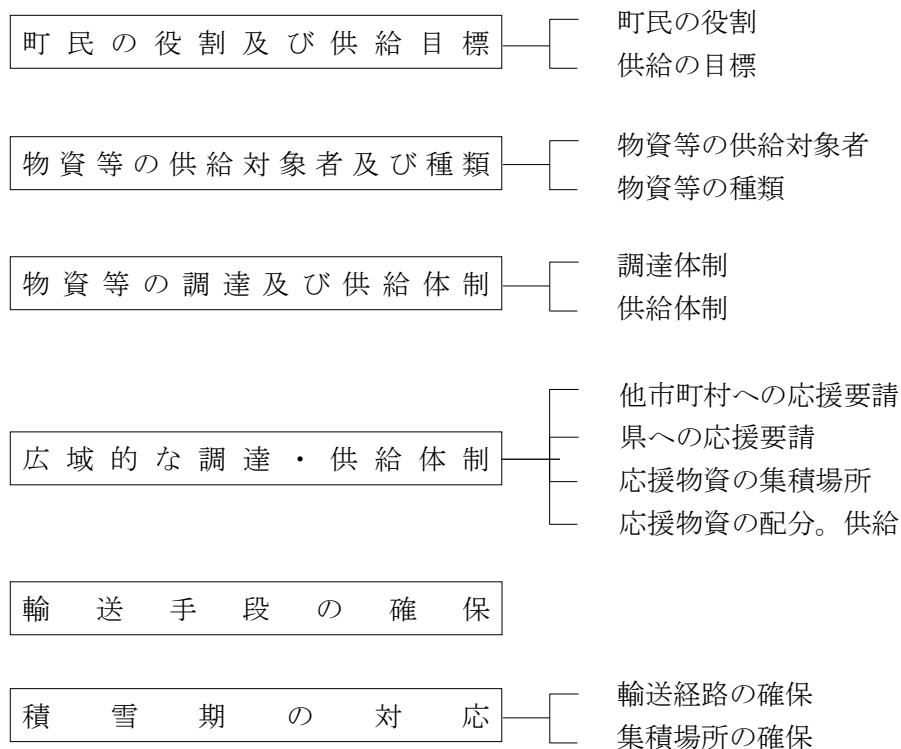 町民の役割及び供給目標
町民の役割
供給の目標
物資等の供給対象者及び種類
物資等の供給対象者
物資等の種類
物資等の調達及び供給体制
調達体制
供給体制
広域的な調達・供給体制
他市町村への応援要請
県への応援要請
応援物資の集積場所
応援物資の配分。供給
輸送手段の確保
積雪期の対応
輸送経路の確保
集積場所の確保